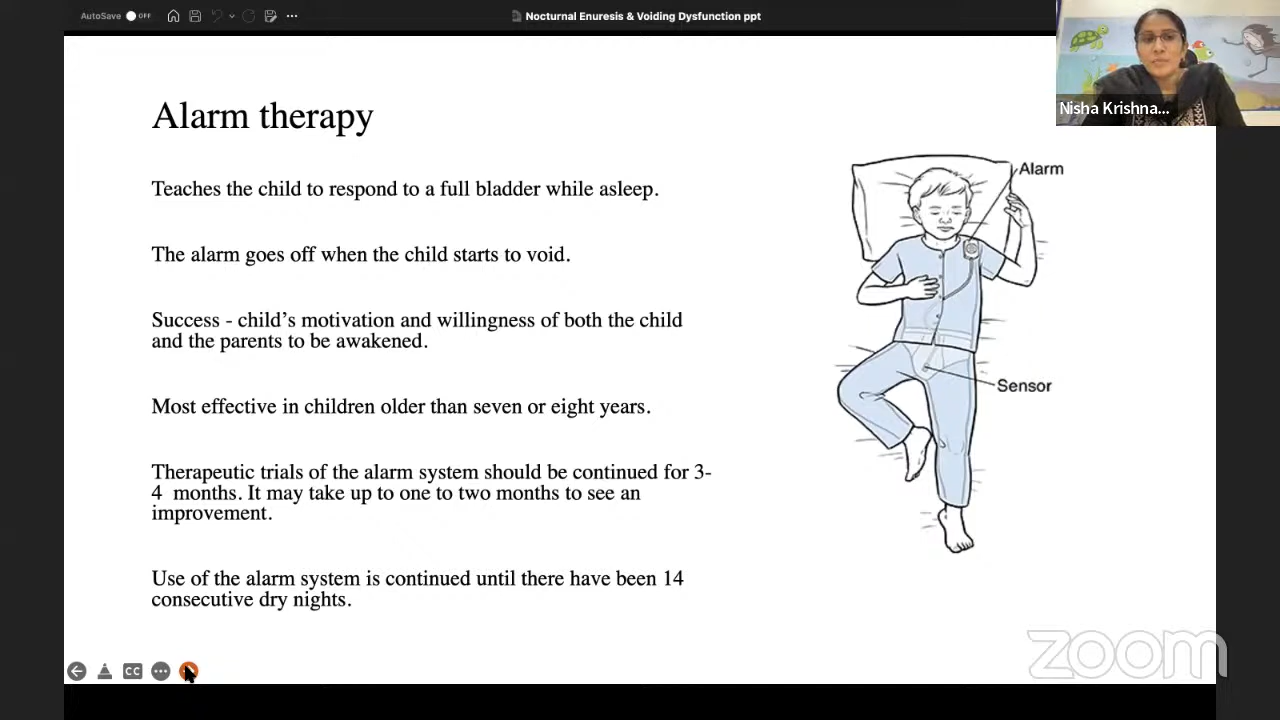 AutoSave OFF
Nocturnal Enuresis & Voiding Dysfunction ppt
Nisha Krishna...
Alarm therapy
Teaches the child to respond to a full bladder while asleep.
The alarm goes off when the child starts to void.
Success - child's motivation and willingness of both the child
and the parents to be awakened.
Most effective in children older than seven or eight years.
Therapeutic trials of the alarm system should be continued for 3-
4 months. It may take up to one to two months to see an
improvement.
Use of the alarm system is continued until there have been 14
consecutive dry nights.
Alarm
Sensor
CC
zoom